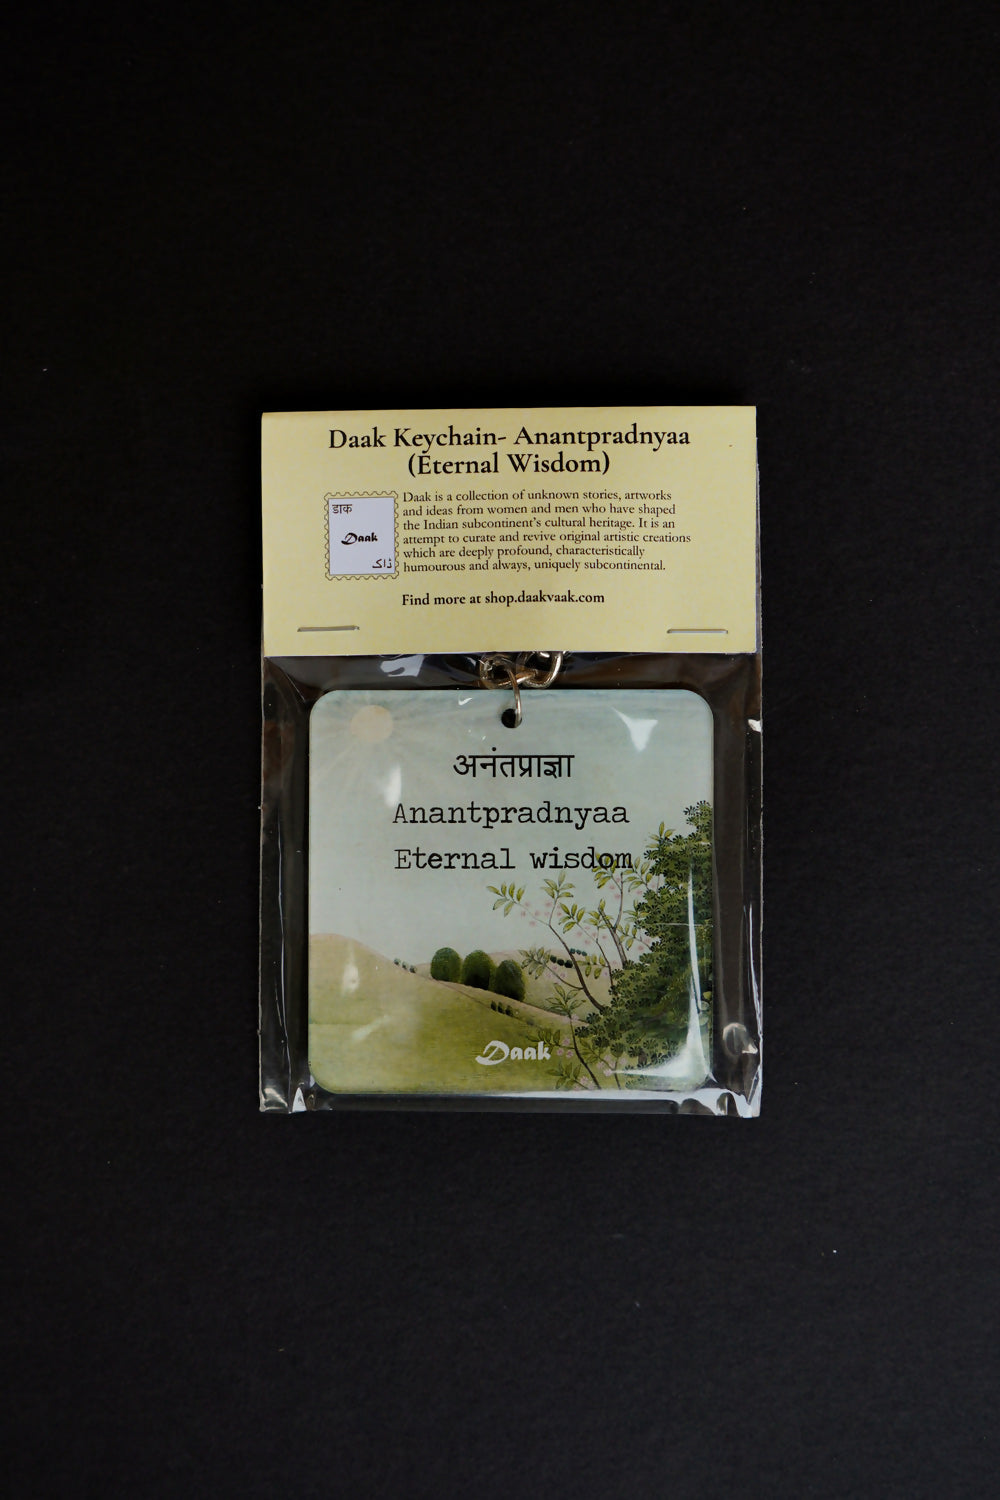 Daak Keychain- Anantpradnyaa
(Eternal Wisdom)
डाक
Daak
ڈاک
Daak is a collection of unknown stories, artworks
and ideas from women and men who have shaped
the Indian subcontinent's cultural heritage. It is an
attempt to curate and revive original artistic creations
which are deeply profound, characteristically
humourous and always, uniquely subcontinental.
Find more at shop.daakvaak.com
अनंतप्राज्ञा
Anantpradnyaa
Eternal wisdom
Daak